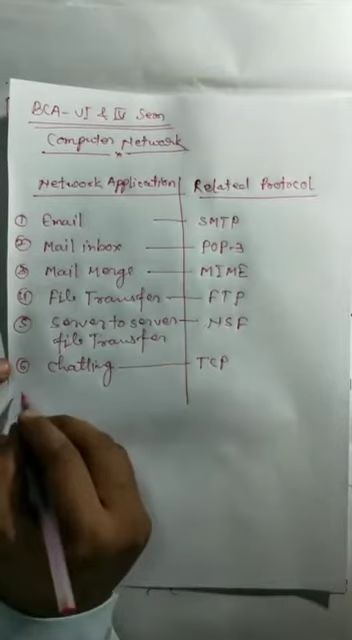 BCA-VI & IV Sem
Computer Network
Network Application Related Protocol
① Email — SMTP
② Mail inbox — POP-3
③ Mail Merge — MIME
④ File Transfer — FTP
⑤ Server to server — NSF
file Transfer
⑥ Chatting — TCP